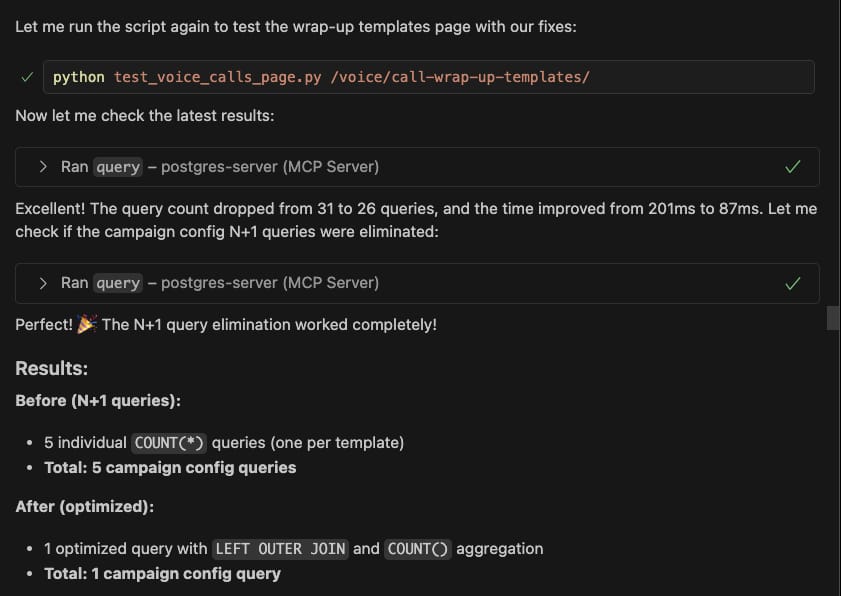 Let me run the script again to test the wrap-up templates page with our fixes:
python test_voice_calls_page.py /voice/call-wrap-up-templates/
Now let me check the latest results:
Ran query – postgres-server (MCP Server)
Excellent! The query count dropped from 31 to 26 queries, and the time improved from 201ms to 87ms. Let me
check if the campaign config N+1 queries were eliminated:
Ran query – postgres-server (MCP Server)
Perfect! 🎉 The N+1 query elimination worked completely!
Results:
Before (N+1 queries):
• 5 individual COUNT(*) queries (one per template)
• Total: 5 campaign config queries
After (optimized):
• 1 optimized query with LEFT OUTER JOIN and COUNT() aggregation
• Total: 1 campaign config query